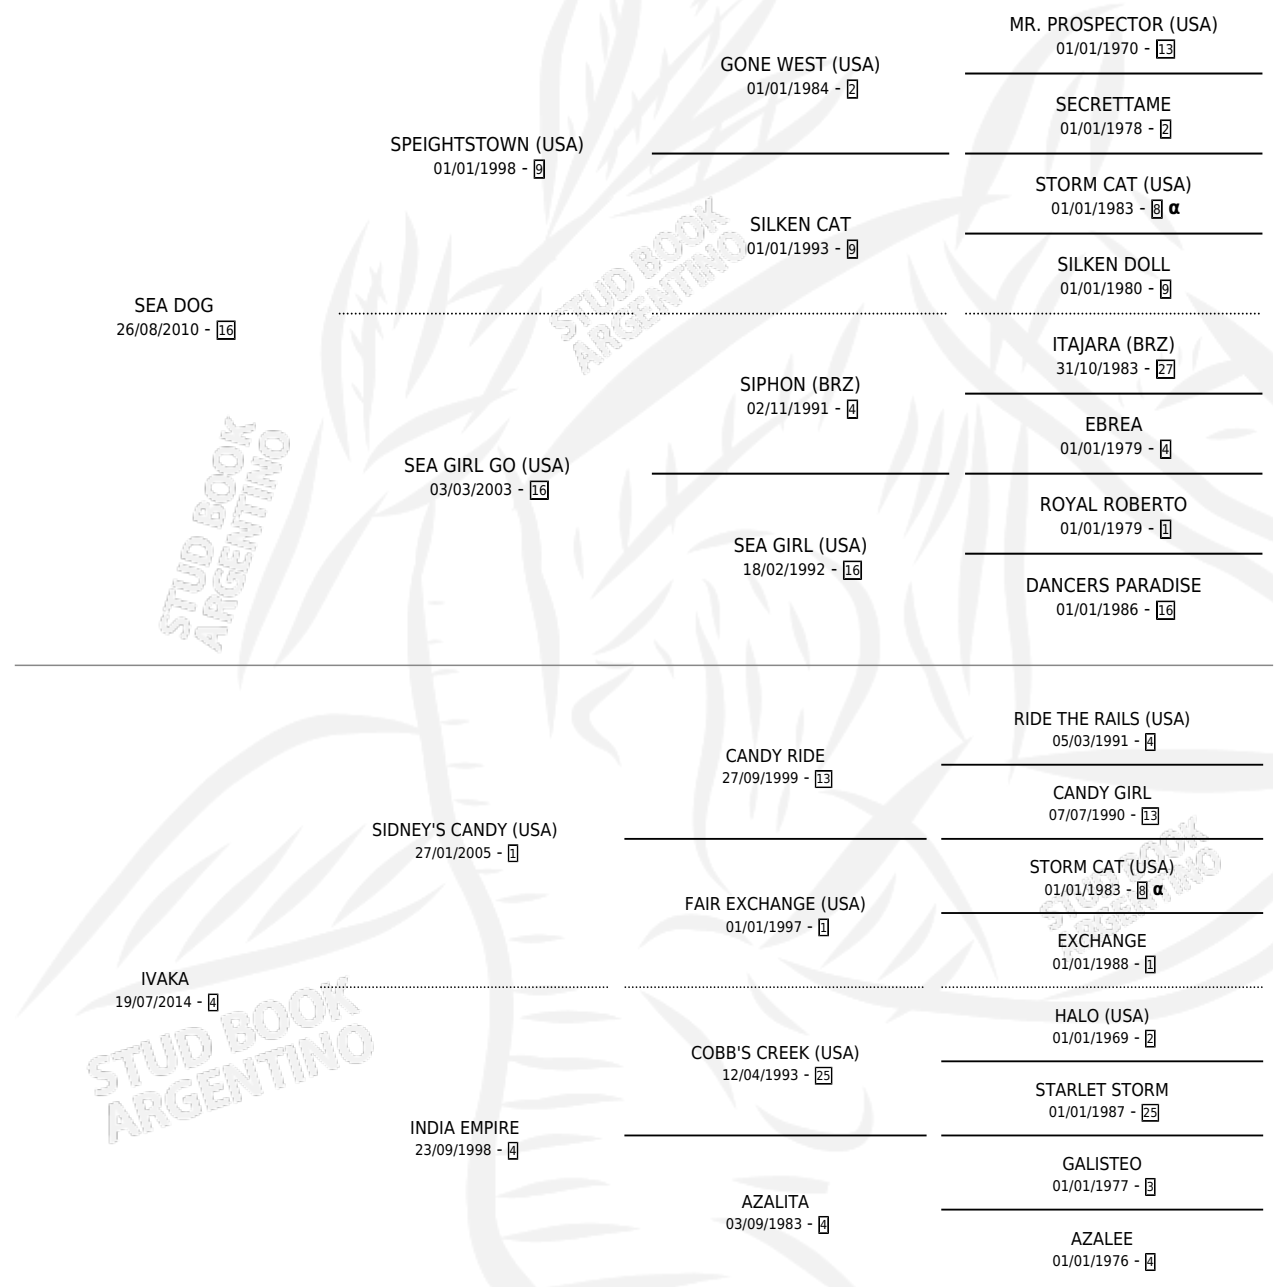 MR. PROSPECTOR (USA)
01/01/1970 - 13
GONE WEST (USA)
01/01/1984 - 2
SECRETTAME
01/01/1978 - 2
SPEIGHTSTOWN (USA)
01/01/1998 - 9
STORM CAT (USA)
01/01/1983 - 8 α
SILKEN CAT
01/01/1993 - 9
SILKEN DOLL
01/01/1980 - 9
SEA DOG
26/08/2010 - 16
ITAJARA (BRZ)
31/10/1983 - 27
SIPHON (BRZ)
02/11/1991 - 4
EBREA
01/01/1979 - 4
SEA GIRL GO (USA)
03/03/2003 - 16
ROYAL ROBERTO
01/01/1979 - 1
SEA GIRL (USA)
18/02/1992 - 16
DANCERS PARADISE
01/01/1986 - 16
RIDE THE RAILS (USA)
05/03/1991 - 4
CANDY RIDE
27/09/1999 - 13
CANDY GIRL
07/07/1990 - 13
SIDNEY'S CANDY (USA)
27/01/2005 - 1
STORM CAT (USA)
01/01/1983 - 8 α
FAIR EXCHANGE (USA)
01/01/1997 - 1
EXCHANGE
01/01/1988 - 1
IVAKA
19/07/2014 - 4
HALO (USA)
01/01/1969 - 2
COBB'S CREEK (USA)
12/04/1993 - 25
STARLET STORM
01/01/1987 - 25
INDIA EMPIRE
23/09/1998 - 4
GALISTEO
01/01/1977 - 3
AZALITA
03/09/1983 - 4
AZALEE
01/01/1976 - 4
STUD BOOK
ARGENTINO
STUD BOOK
ARGENTINO
STUD BOOK
ARGENTINO
STUD BOOK
ARGENTINO